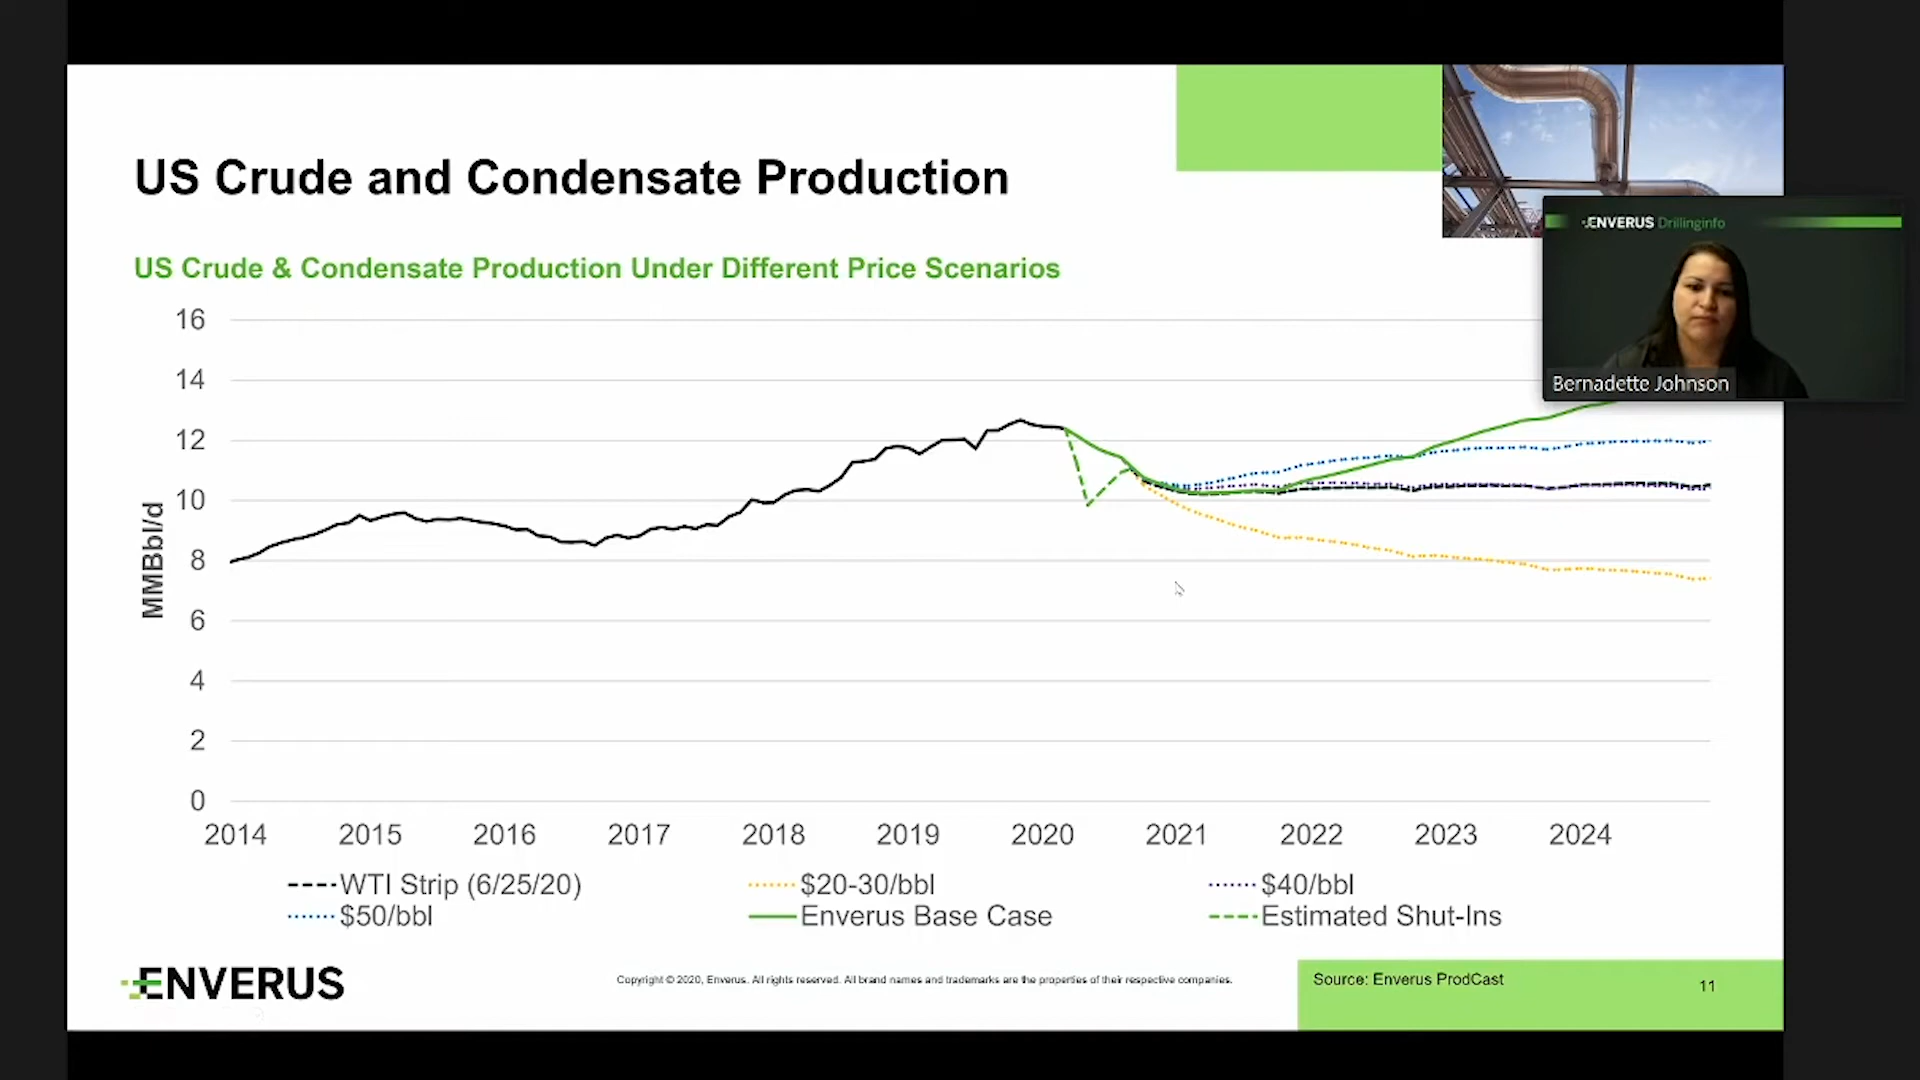 US Crude and Condensate Production
ENVERUS Drillinginfo
Bernadette Johnson
US Crude & Condensate Production Under Different Price Scenarios
MMBbl/d
16
14
12
10
8
6
4
2
0
2014 2015 2016 2017 2018 2019 2020 2021 2022 2023 2024
WTI Strip (6/25/20) $20-30/bbl $40/bbl
$50/bbl Enverus Base Case Estimated Shut-Ins
ENVERUS
Copyright © 2020, Enverus. All rights reserved. All brand names and trademarks are the properties of their respective companies.
Source: Enverus ProdCast
11